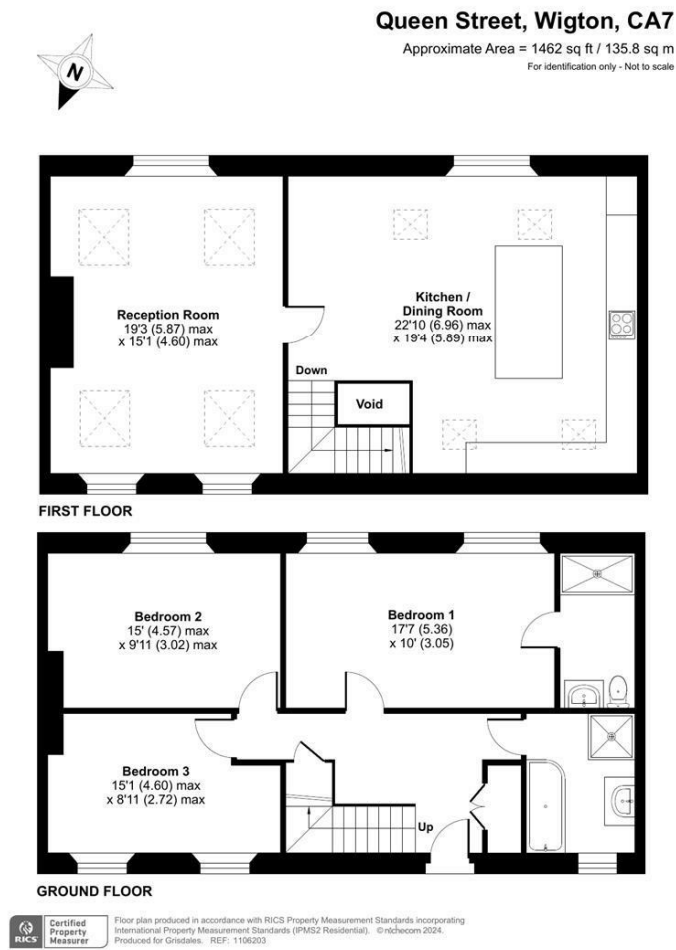 Queen Street, Wigton, CA7
Approximate Area = 1462 sq ft / 135.8 sq m
For identification only - Not to scale
N
Reception Room
19'3 (5.87) max
x 15'1 (4.60) max
Kitchen /
Dining Room
22'10 (6.96) max
x 19'4 (5.89) max
Down
Void
FIRST FLOOR
Bedroom 2
15' (4.57) max
x 9'11 (3.02) max
Bedroom 1
17'7 (5.36)
x 10' (3.05)
Bedroom 3
15'1 (4.60) max
x 8'11 (2.72) max
Up
GROUND FLOOR
RICS
Certified
Property
Measurer
Floor plan produced in accordance with RICS Property Measurement Standards incorporating
International Property Measurement Standards (IPMS2 Residential). © ntchecom 2024.
Produced for Grisdales. REF: 1106203